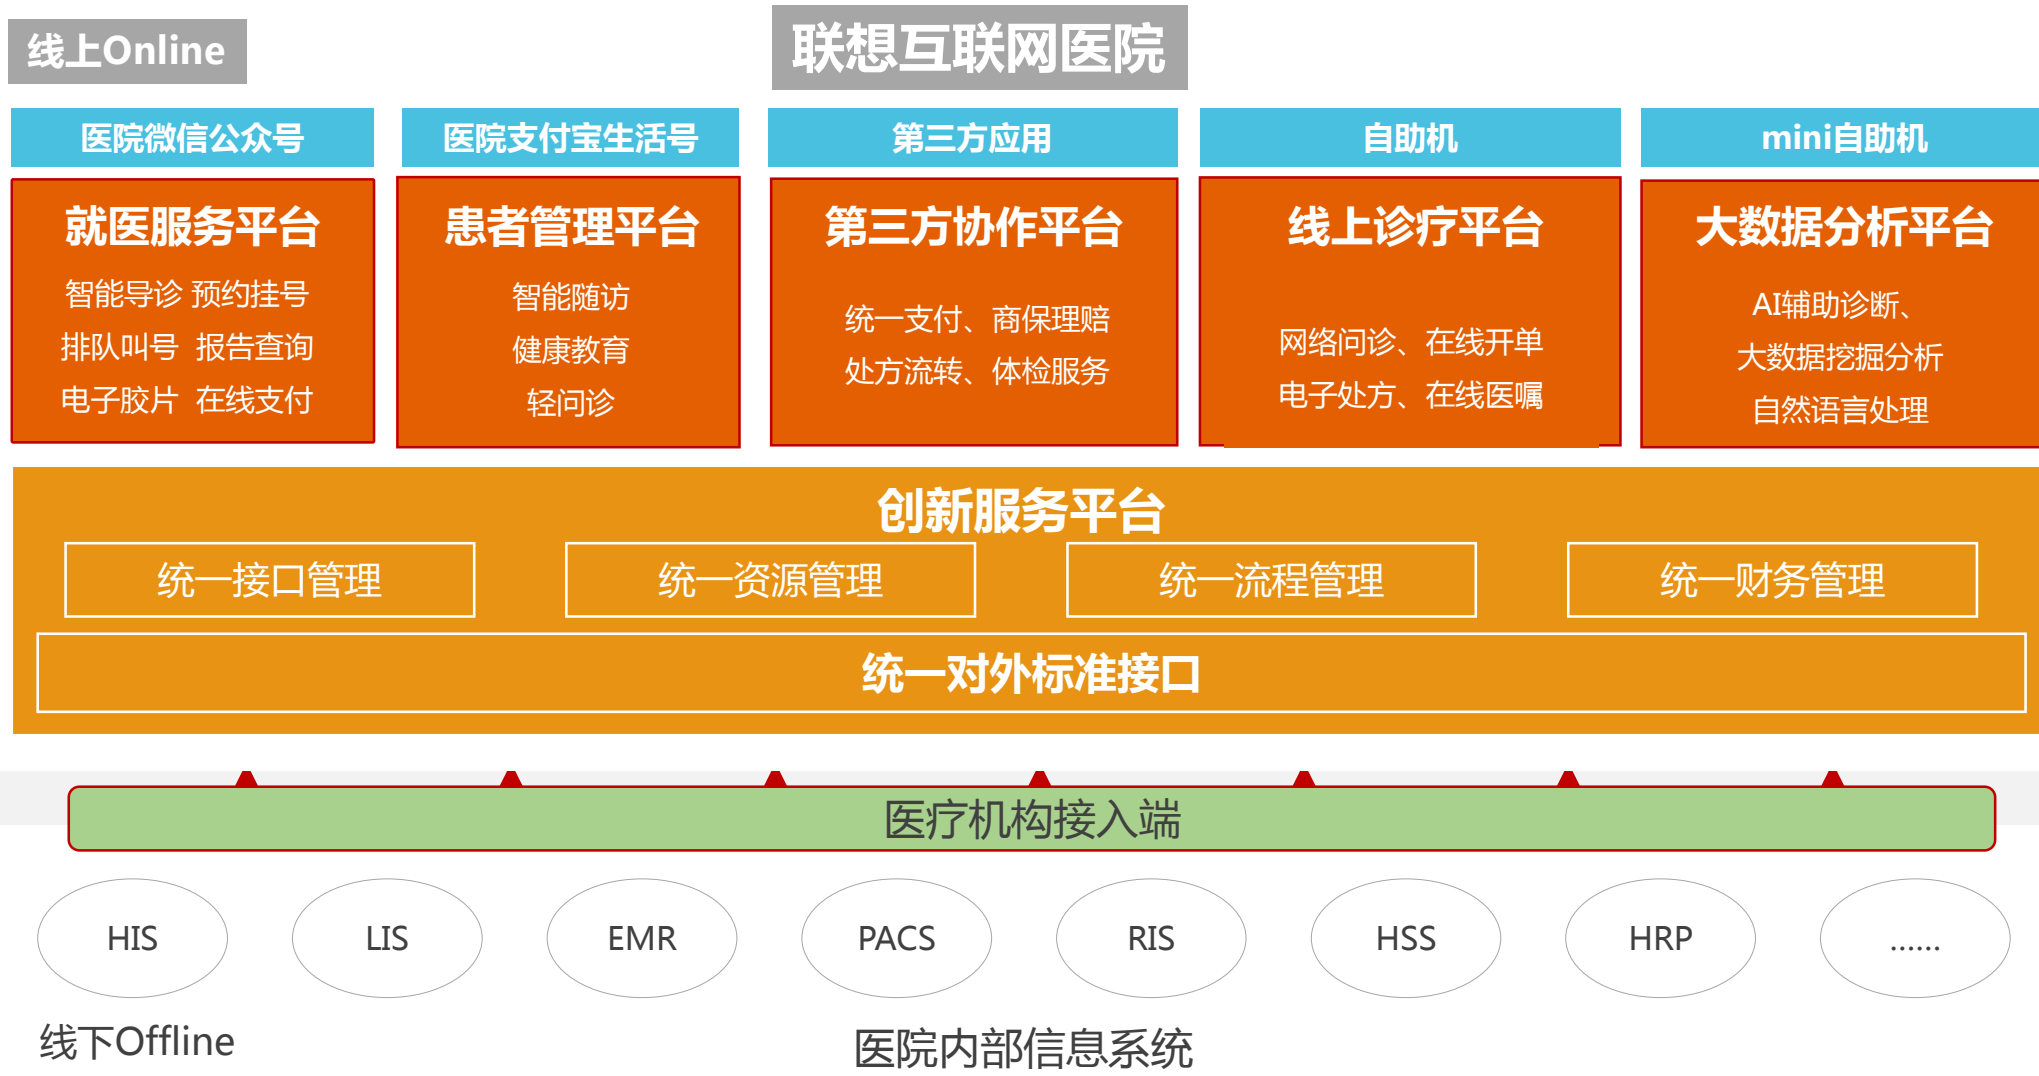 线上Online
联想互联网医院
医院微信公众号
医院支付宝生活号
第三方应用
自助机
mini自助机
就医服务平台
智能导诊 预约挂号
排队叫号 报告查询
电子胶片 在线支付
患者管理平台
智能随访
健康教育
轻问诊
第三方协作平台
统一支付、商保理赔
处方流转、体检服务
线上诊疗平台
网络问诊、在线开单
电子处方、在线医嘱
大数据分析平台
AI辅助诊断、
大数据挖掘分析
自然语言处理
创新服务平台
统一接口管理
统一资源管理
统一流程管理
统一财务管理
统一对外标准接口
医疗机构接入端
HIS
LIS
EMR
PACS
RIS
HSS
HRP
......
线下Offline
医院内部信息系统